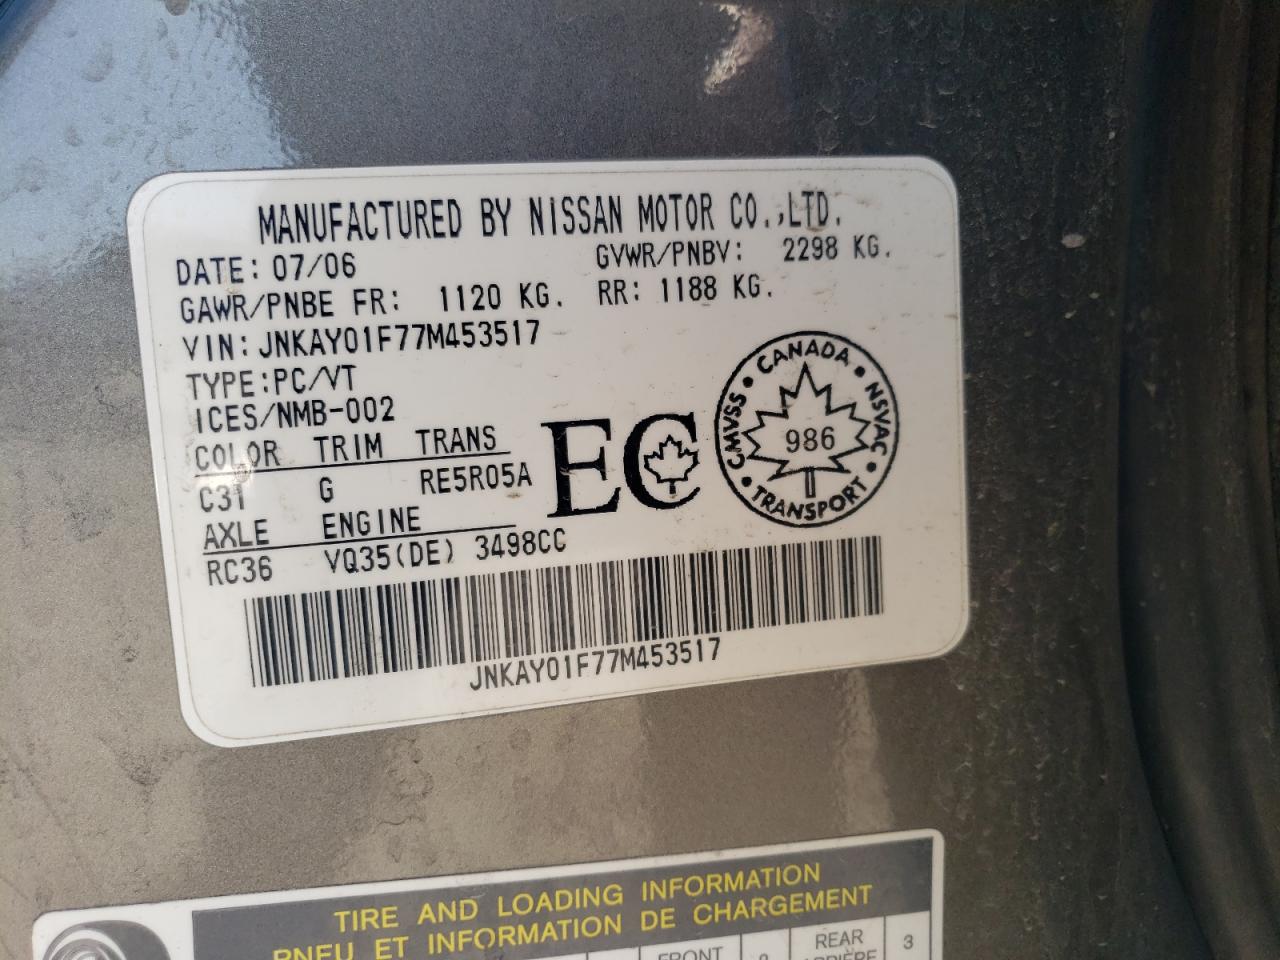 MANUFACTURED BY NISSAN MOTOR CO.,LTD.
DATE: 07/06 GVWR/PNBV: 2298 KG.
GAWR/PNBE FR: 1120 KG. RR: 1188 KG.
VIN: JNKAY01F77M453517
TYPE:PC/VT
ICES/NMB-002
COLOR TRIM TRANS
C31 G RE5R05A
AXLE ENGINE
RC36 VQ35(DE) 3498CC
EC
CANADA • NSVAC • TRANSPORT • CMVSS •
986
JNKAY01F77M453517
TIRE AND LOADING INFORMATION
PNEU ET INFORMATION DE CHARGEMENT
FRONT REAR 3